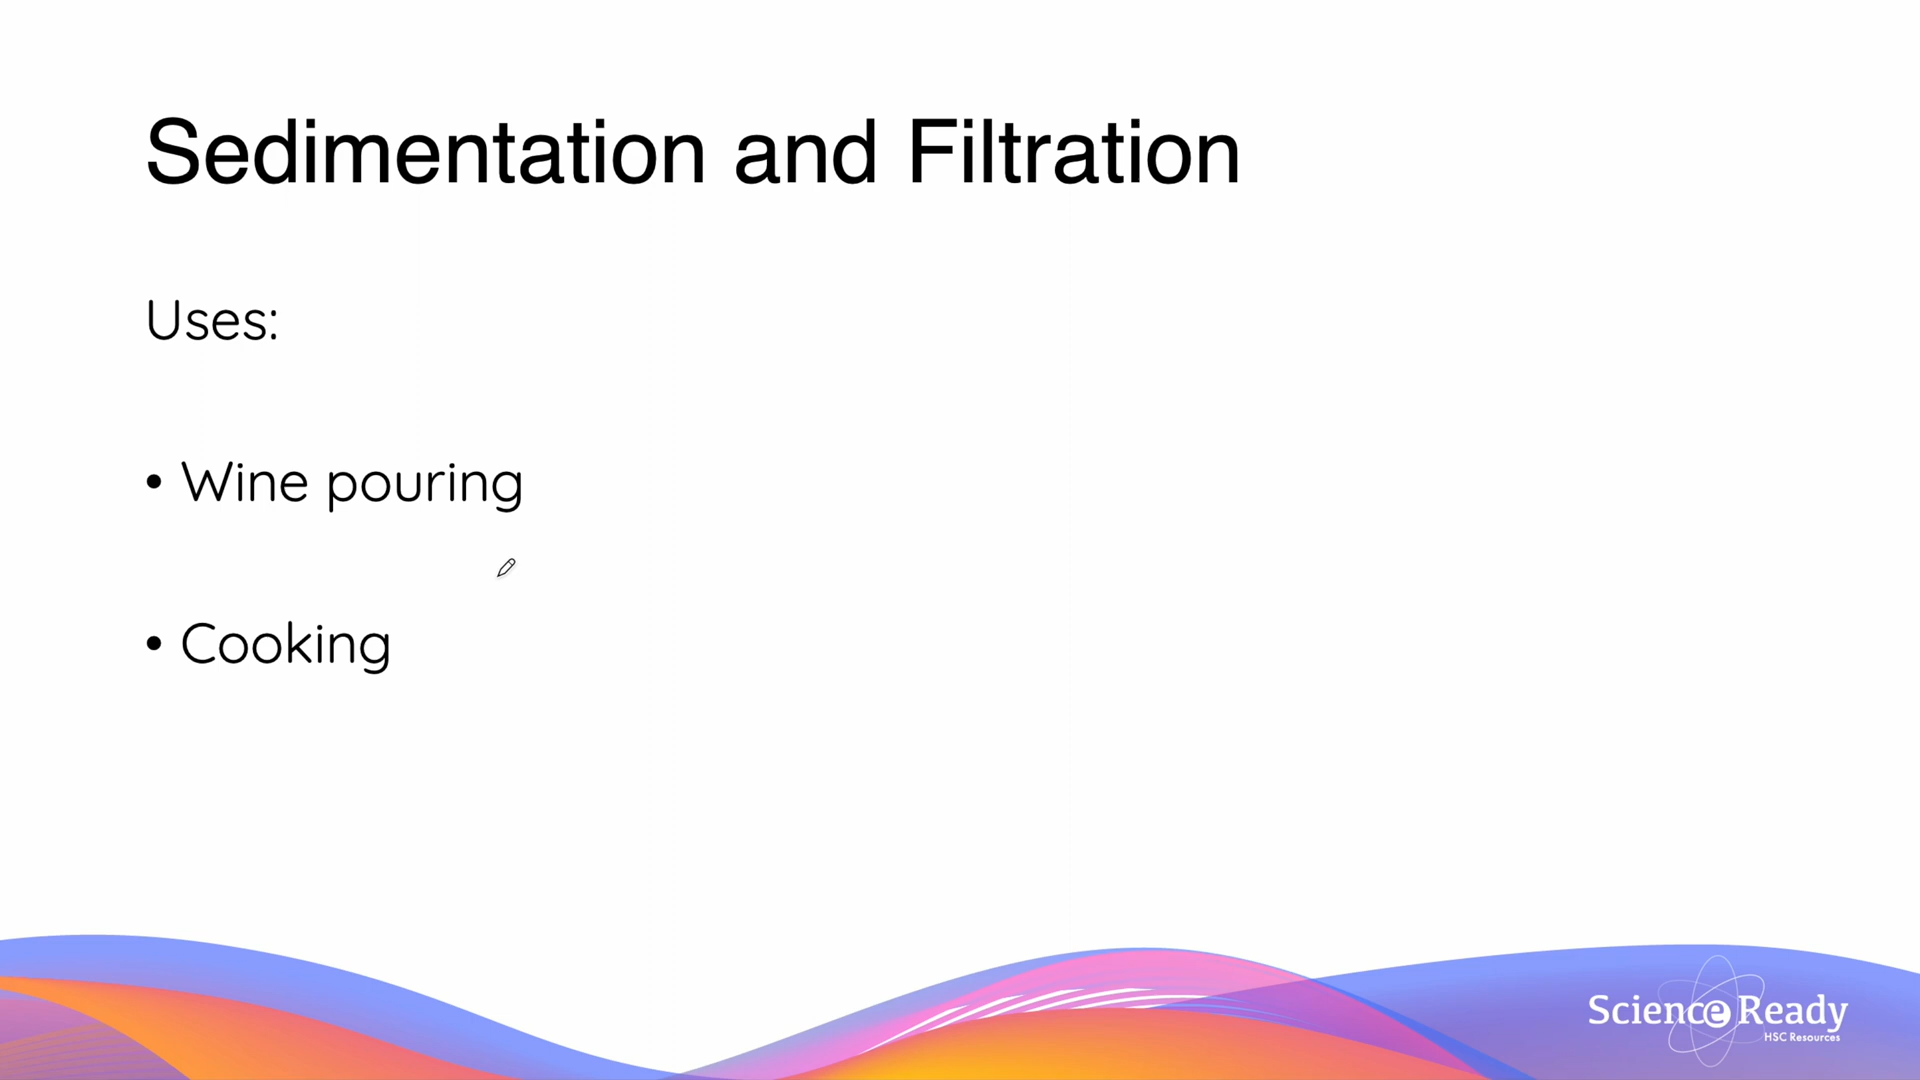 Sedimentation and Filtration
Uses:
• Wine pouring
• Cooking
Science Ready
HSC Resources